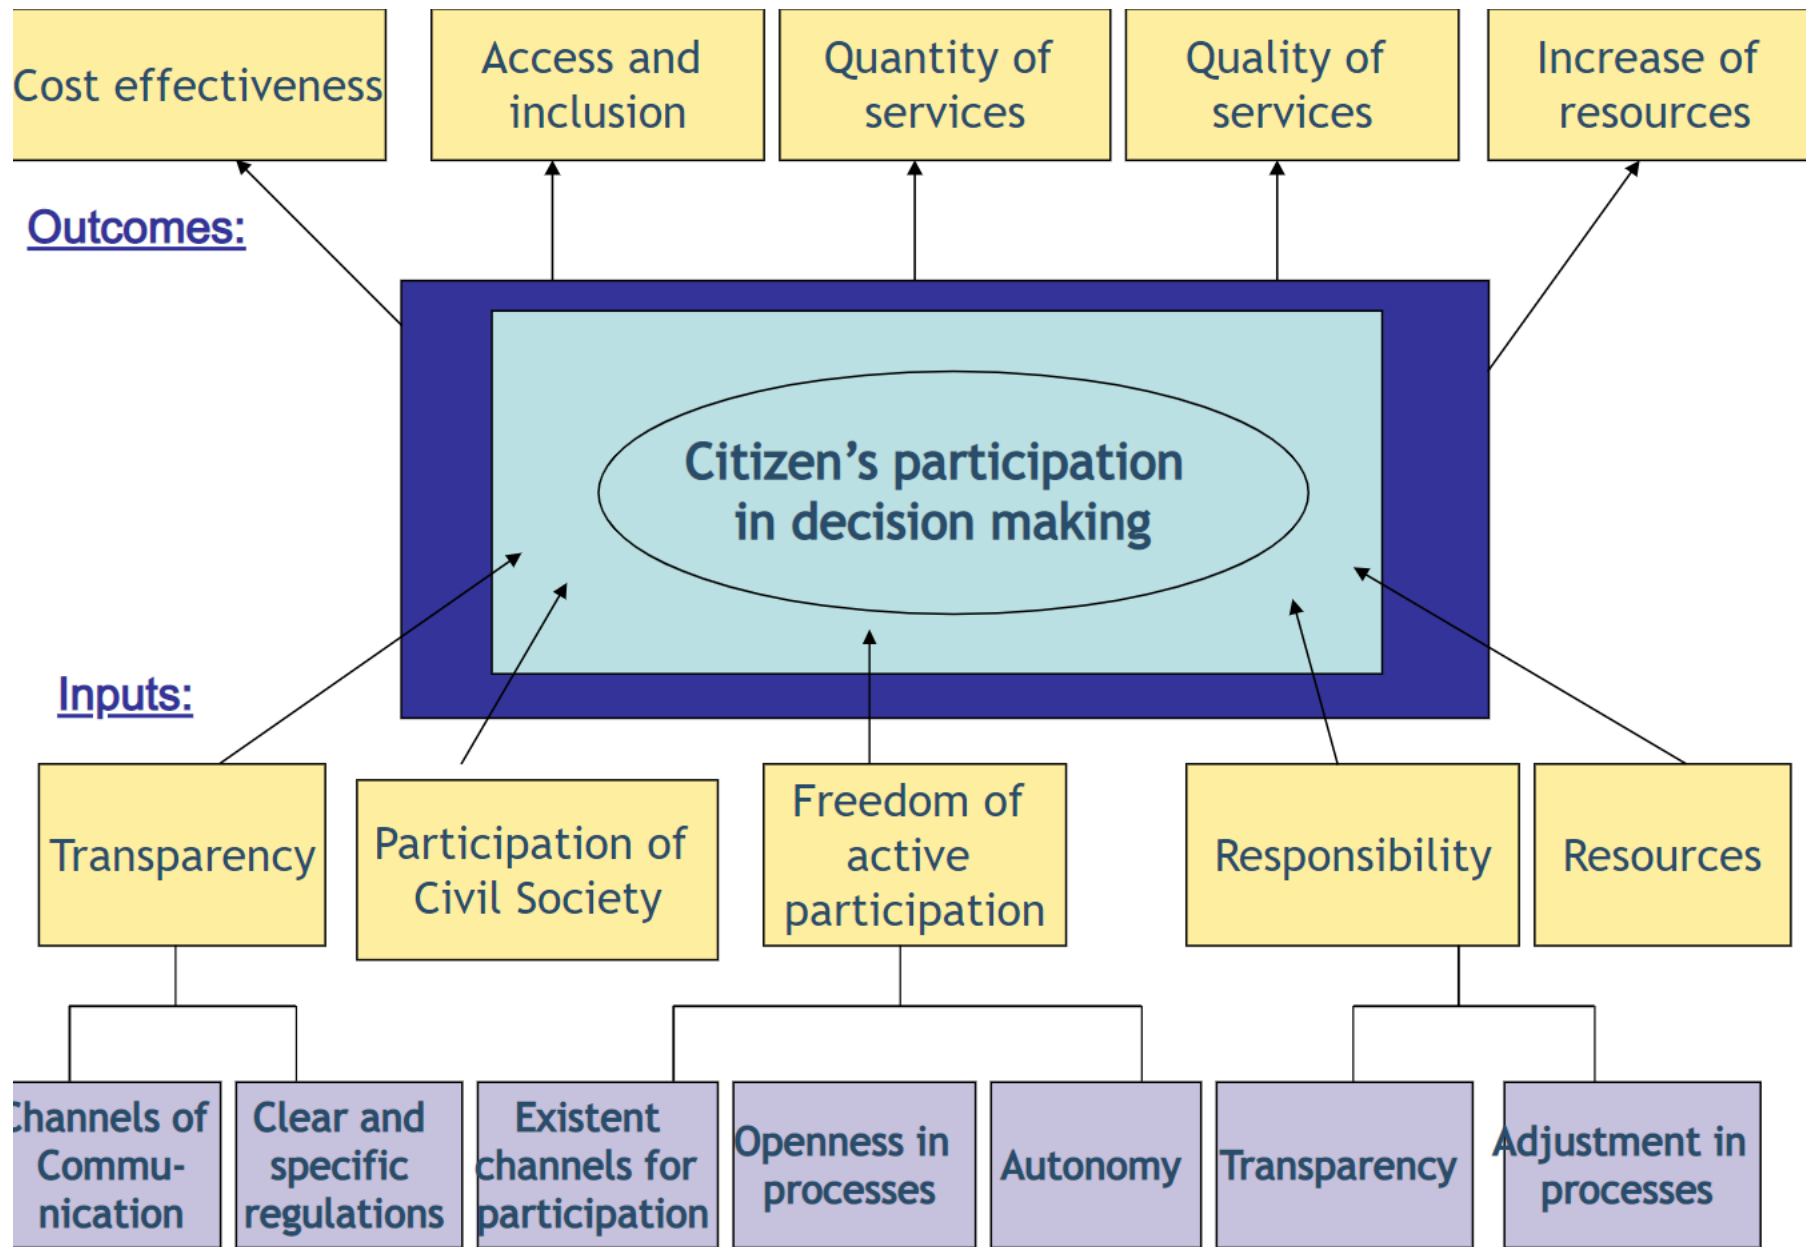 Cost effectiveness
Access and
inclusion
Quantity of
services
Quality of
services
Increase of
resources
Outcomes:
Citizen’s participation
in decision making
Inputs:
Transparency
Participation of
Civil Society
Freedom of
active
participation
Responsibility
Resources
Channels of
Commu-
nication
Clear and
specific
regulations
Existent
channels for
participation
Openness in
processes
Autonomy
Transparency
Adjustment in
processes